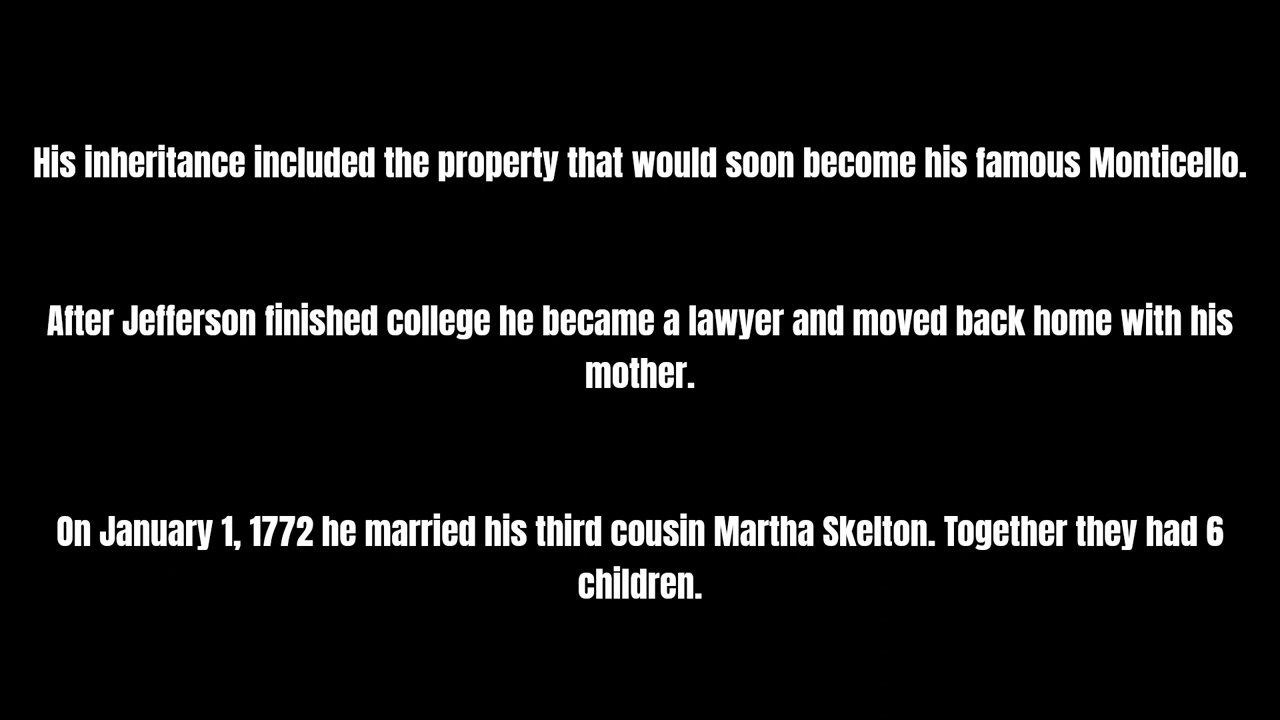 His inheritance included the property that would soon become his famous Monticello.
After Jefferson finished college he became a lawyer and moved back home with his
mother.
On January 1, 1772 he married his third cousin Martha Skelton. Together they had 6
children.